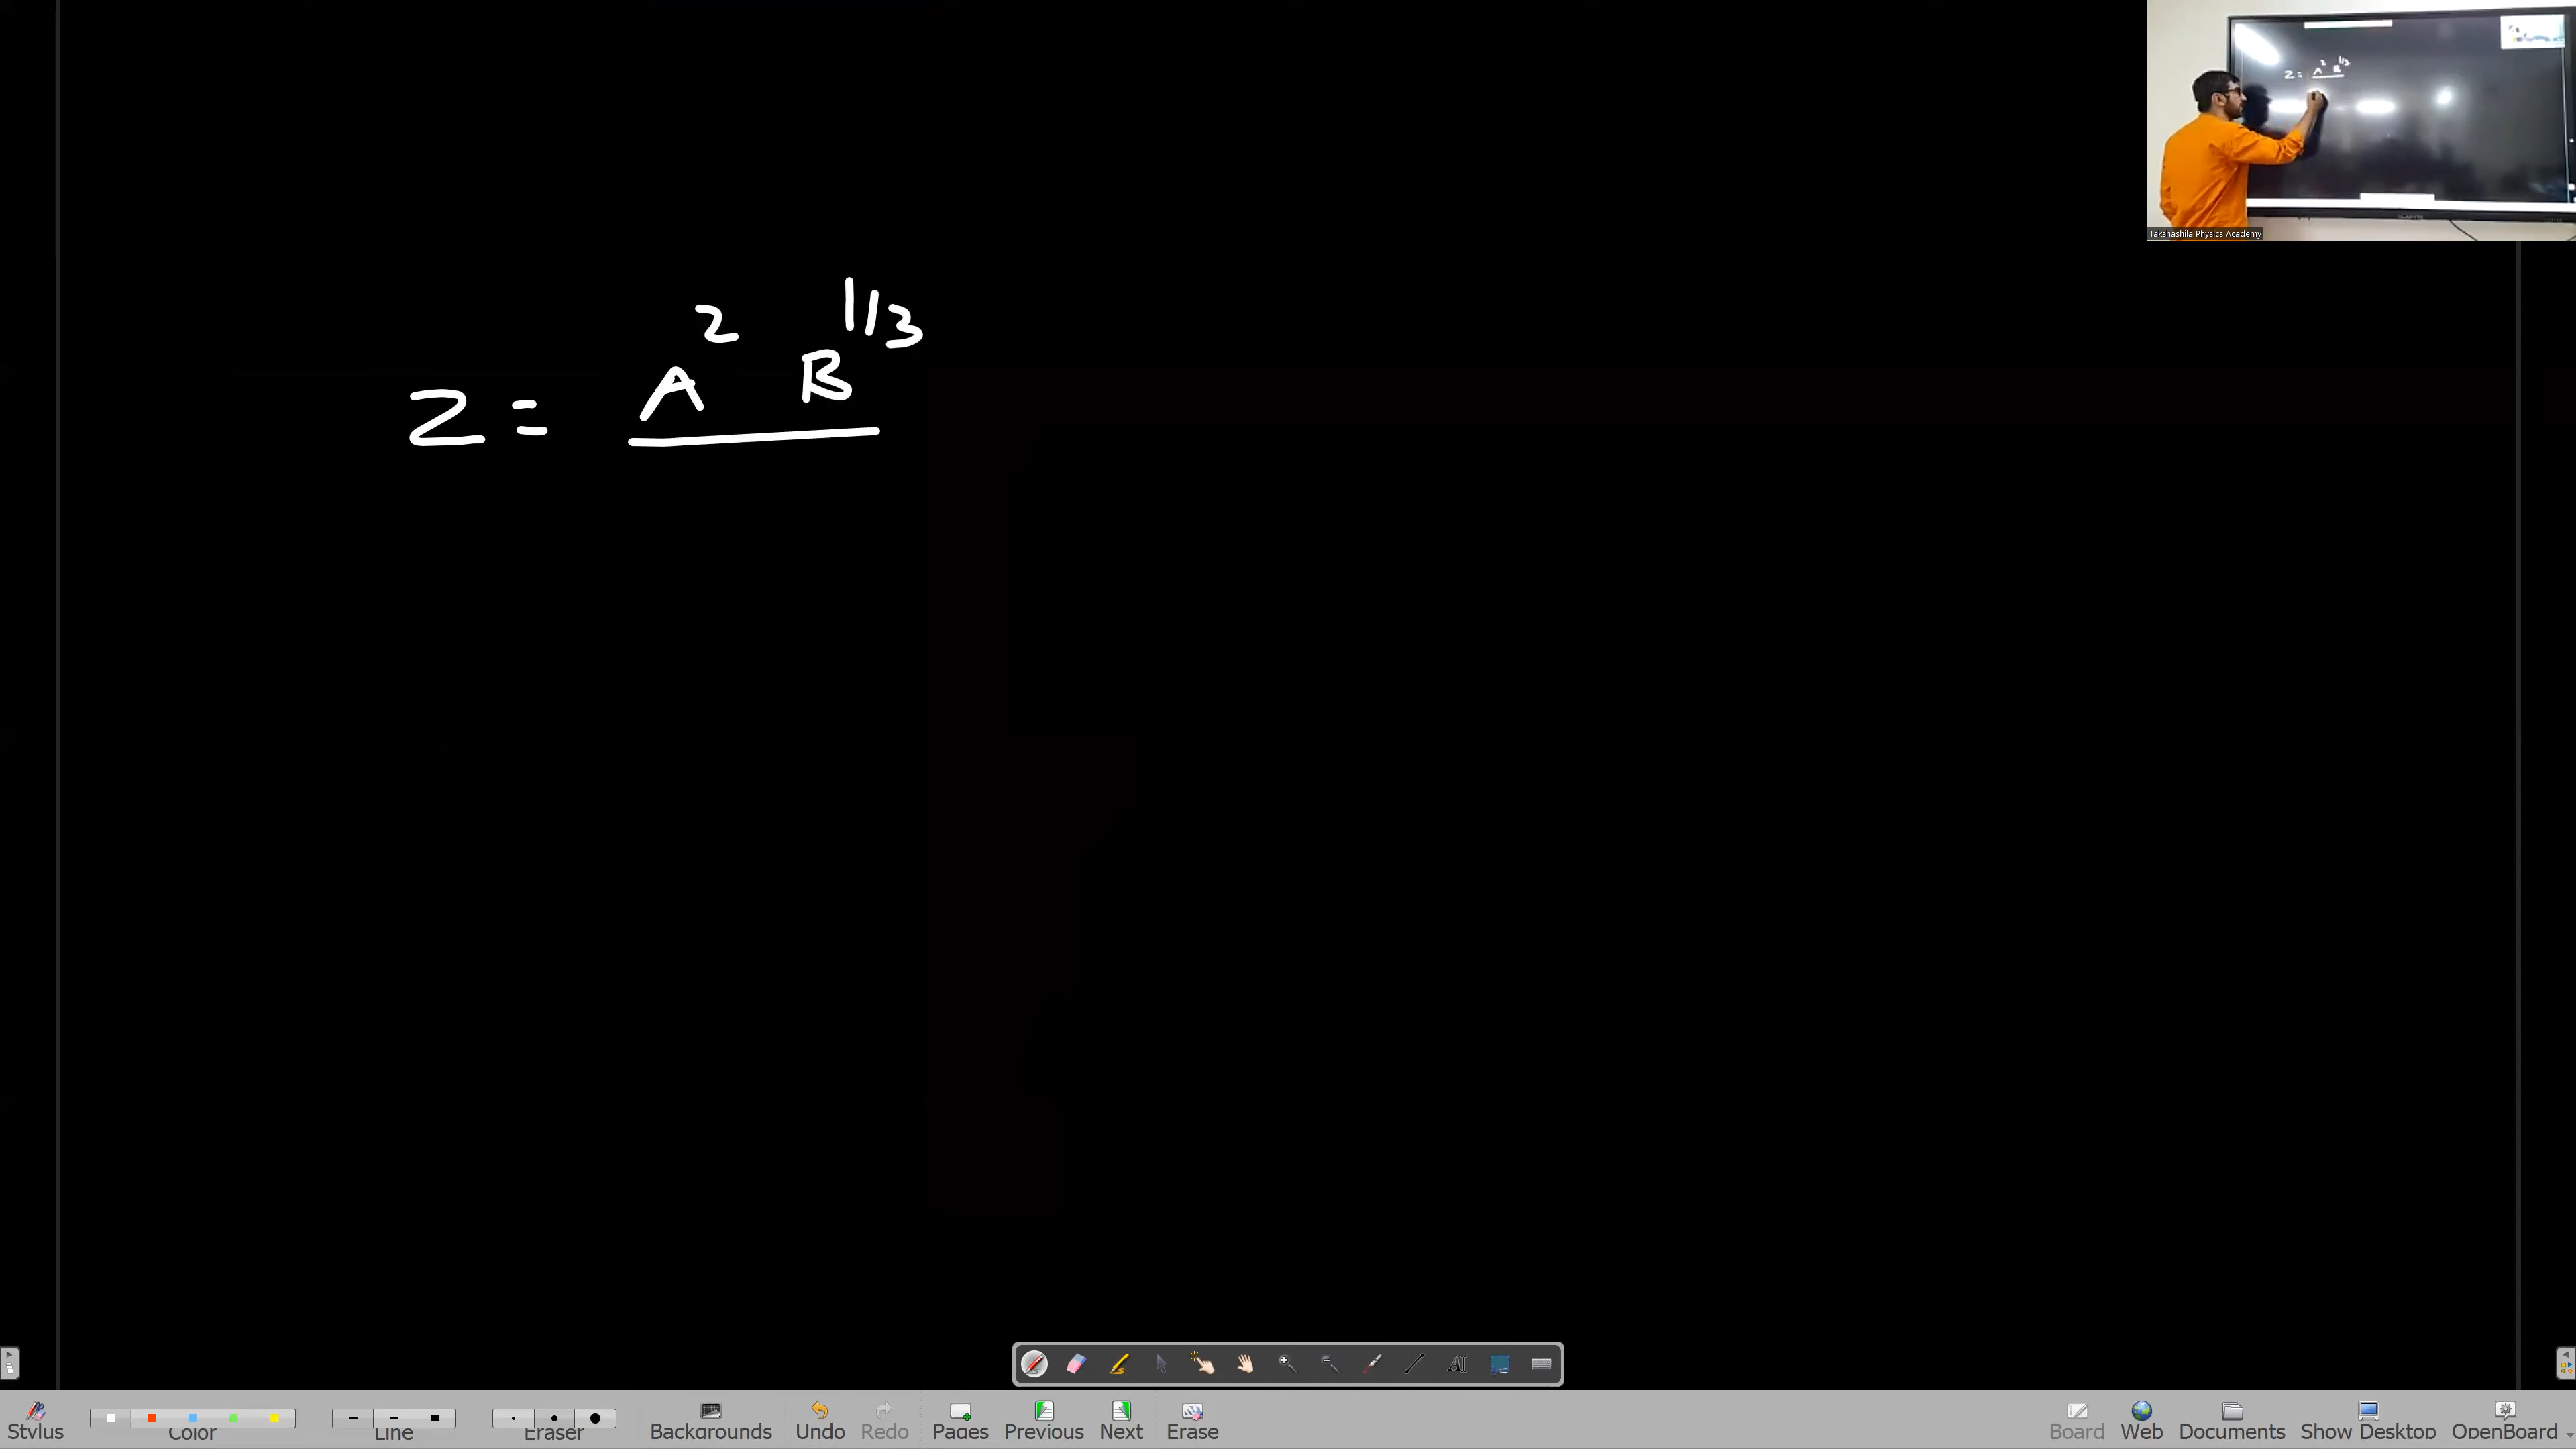 Z = A² B^1/3
Takshashila Physics Academy
Stylus Color Line Eraser Backgrounds Undo Redo Pages Previous Next Erase Board Web Documents Show Desktop OpenBoard